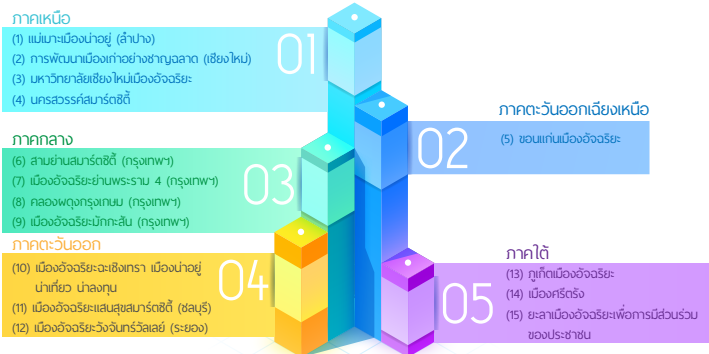 ภาคเหนือ
(1) แม่เมาะเมืองน่าอยู่ (ลำปาง)
(2) การพัฒนาเมืองเก่าอย่างชาญฉลาด (เชียงใหม่)
(3) มหาวิทยาลัยเชียงใหม่เมืองอัจฉริยะ
(4) นครสวรรค์สมาร์ตซิตี้
01
ภาคตะวันออกเฉียงเหนือ
(5) ขอนแก่นเมืองอัจฉริยะ
02
ภาคกลาง
(6) สามย่านสมาร์ตซิตี้ (กรุงเทพฯ)
(7) เมืองอัจฉริยะย่านพระราม 4 (กรุงเทพฯ)
(8) คลองผดุงกรุงเกษม (กรุงเทพฯ)
(9) เมืองอัจฉริยะมักกะสัน (กรุงเทพฯ)
03
ภาคตะวันออก
(10) เมืองอัจฉริยะฉะเชิงเทรา เมืองน่าอยู่
น่าเที่ยว น่าลงทุน
(11) เมืองอัจฉริยะแสนสุขสมาร์ตซิตี้ (ชลบุรี)
(12) เมืองอัจฉริยะวังจันทร์วัลเลย์ (ระยอง)
04
ภาคใต้
(13) ภูเก็ตเมืองอัจฉริยะ
(14) เมืองศรีตรัง
(15) ยะลาเมืองอัจฉริยะเพื่อการมีส่วนร่วม
ของประชาชน
05